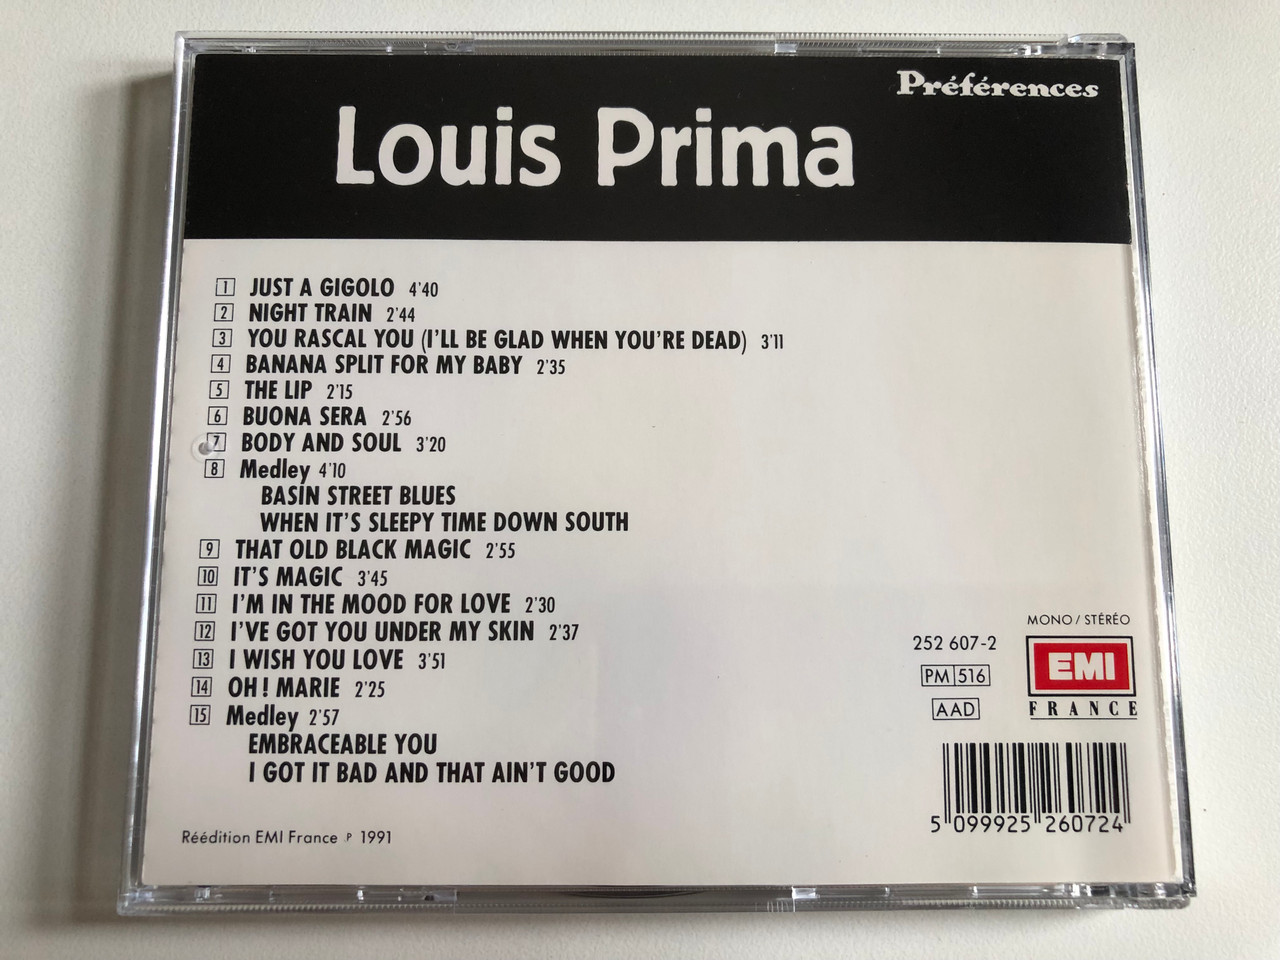 Préférences
Louis Prima
1 JUST A GIGOLO 4'40
2 NIGHT TRAIN 2'44
3 YOU RASCAL YOU (I'LL BE GLAD WHEN YOU'RE DEAD) 3'11
4 BANANA SPLIT FOR MY BABY 2'35
5 THE LIP 2'15
6 BUONA SERA 2'56
7 BODY AND SOUL 3'20
8 Medley 4'10
BASIN STREET BLUES
WHEN IT'S SLEEPY TIME DOWN SOUTH
9 THAT OLD BLACK MAGIC 2'55
10 IT'S MAGIC 3'45
11 I'M IN THE MOOD FOR LOVE 2'30
12 I'VE GOT YOU UNDER MY SKIN 2'37
13 I WISH YOU LOVE 3'51
14 OH! MARIE 2'25
15 Medley 2'57
EMBRACEABLE YOU
I GOT IT BAD AND THAT AIN'T GOOD
Réédition EMI France ℗ 1991
MONO / STÉRÉO
252 607-2
PM 516
AAD
EMI
FRANCE
5 099925 260724